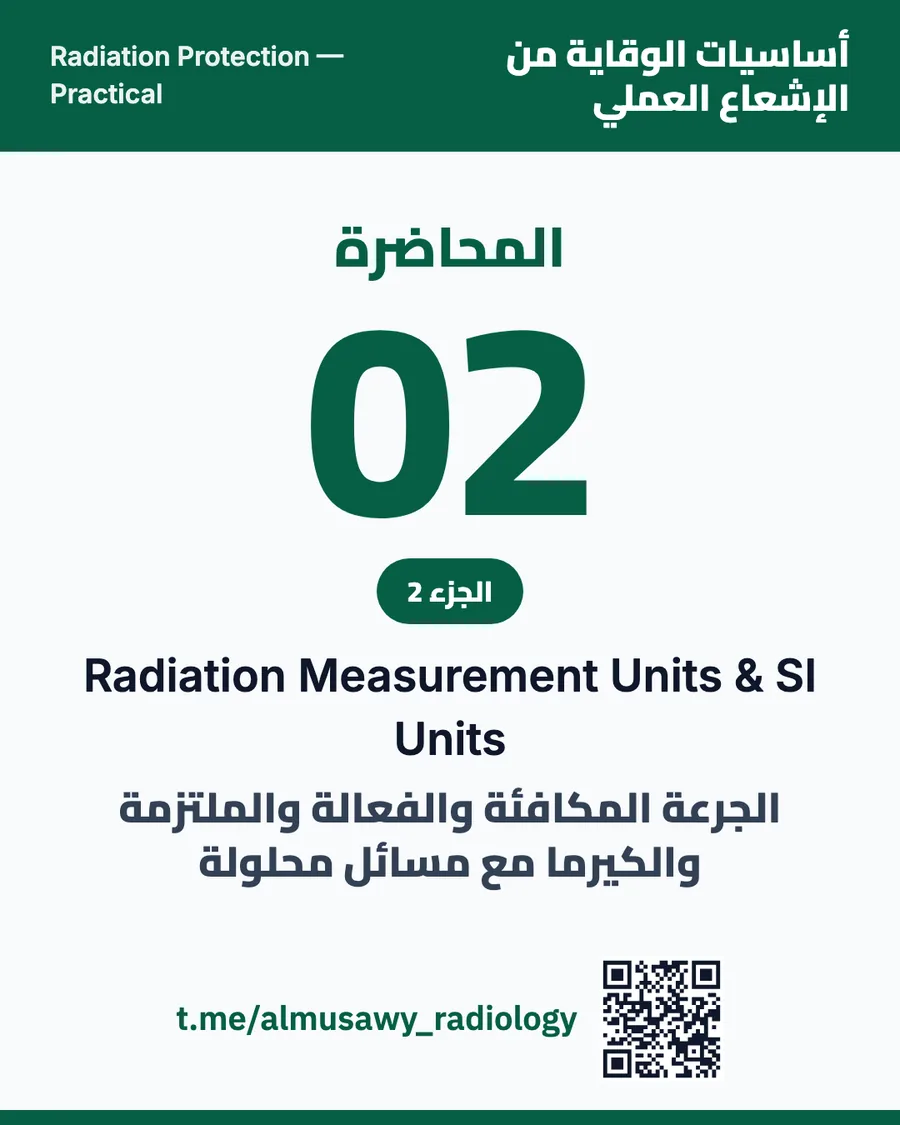 أساسيات الوقاية من
الإشعاع العملي
Radiation Protection —
Practical
المحاضرة
02
الجزء 2
Radiation Measurement Units & SI
Units
الجرعة المكافئة والفعالة والملتزمة
والكيرما مع مسائل محلولة
t.me/almusawy_radiology